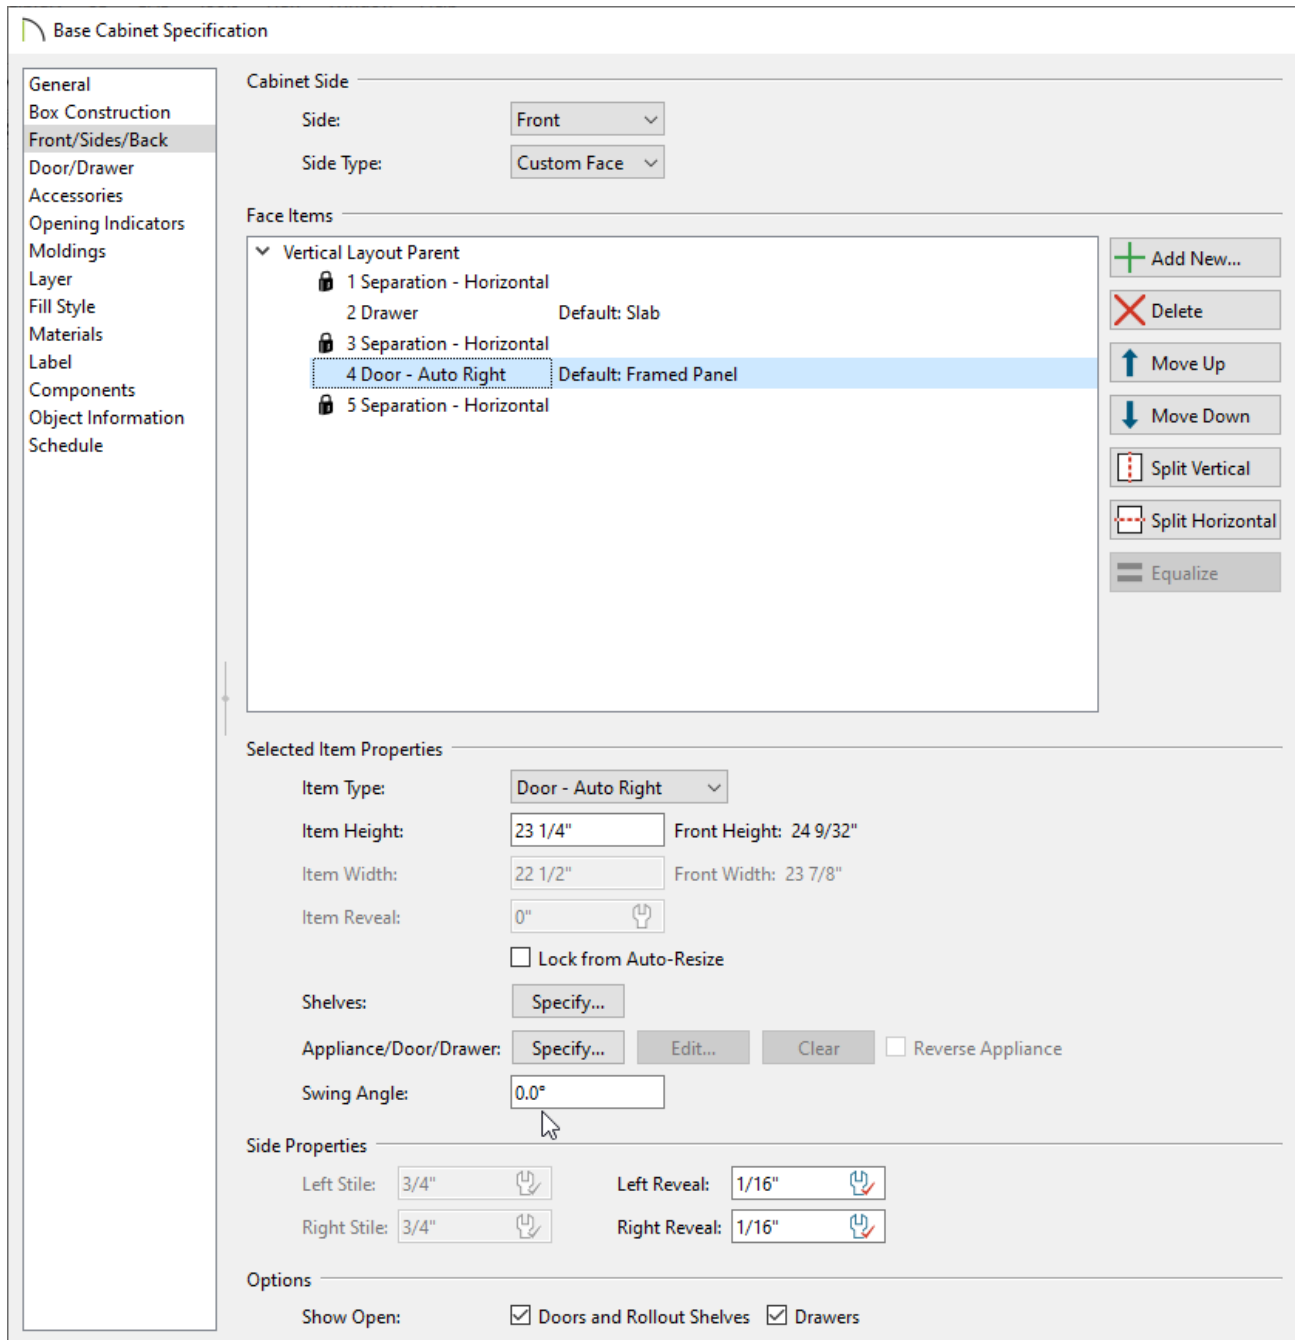 Base Cabinet Specification
General
Box Construction
Front/Sides/Back
Door/Drawer
Accessories
Opening Indicators
Moldings
Layer
Fill Style
Materials
Label
Components
Object Information
Schedule
Cabinet Side
Side: Front
Side Type: Custom Face
Face Items
Vertical Layout Parent
1 Separation - Horizontal
2 Drawer Default: Slab
3 Separation - Horizontal
4 Door - Auto Right Default: Framed Panel
5 Separation - Horizontal
Add New...
Delete
Move Up
Move Down
Split Vertical
Split Horizontal
Equalize
Selected Item Properties
Item Type: Door - Auto Right
Item Height: 23 1/4" Front Height: 24 9/32"
Item Width: 22 1/2" Front Width: 23 7/8"
Item Reveal: 0"
Lock from Auto-Resize
Shelves: Specify...
Appliance/Door/Drawer: Specify... Edit... Clear Reverse Appliance
Swing Angle: 0.0°
Side Properties
Left Stile: 3/4" Left Reveal: 1/16"
Right Stile: 3/4" Right Reveal: 1/16"
Options
Show Open: Doors and Rollout Shelves Drawers